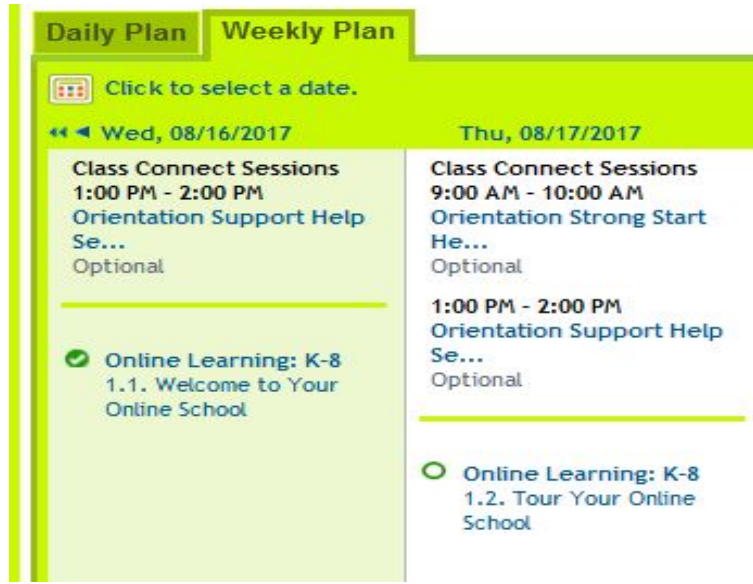 Daily Plan
Weekly Plan
Click to select a date.
Wed, 08/16/2017
Thu, 08/17/2017
Class Connect Sessions
1:00 PM - 2:00 PM
Orientation Support Help
Se...
Optional
Online Learning: K-8
1.1. Welcome to Your
Online School
Class Connect Sessions
9:00 AM - 10:00 AM
Orientation Strong Start
He...
Optional
1:00 PM - 2:00 PM
Orientation Support Help
Se...
Optional
Online Learning: K-8
1.2. Tour Your Online
School